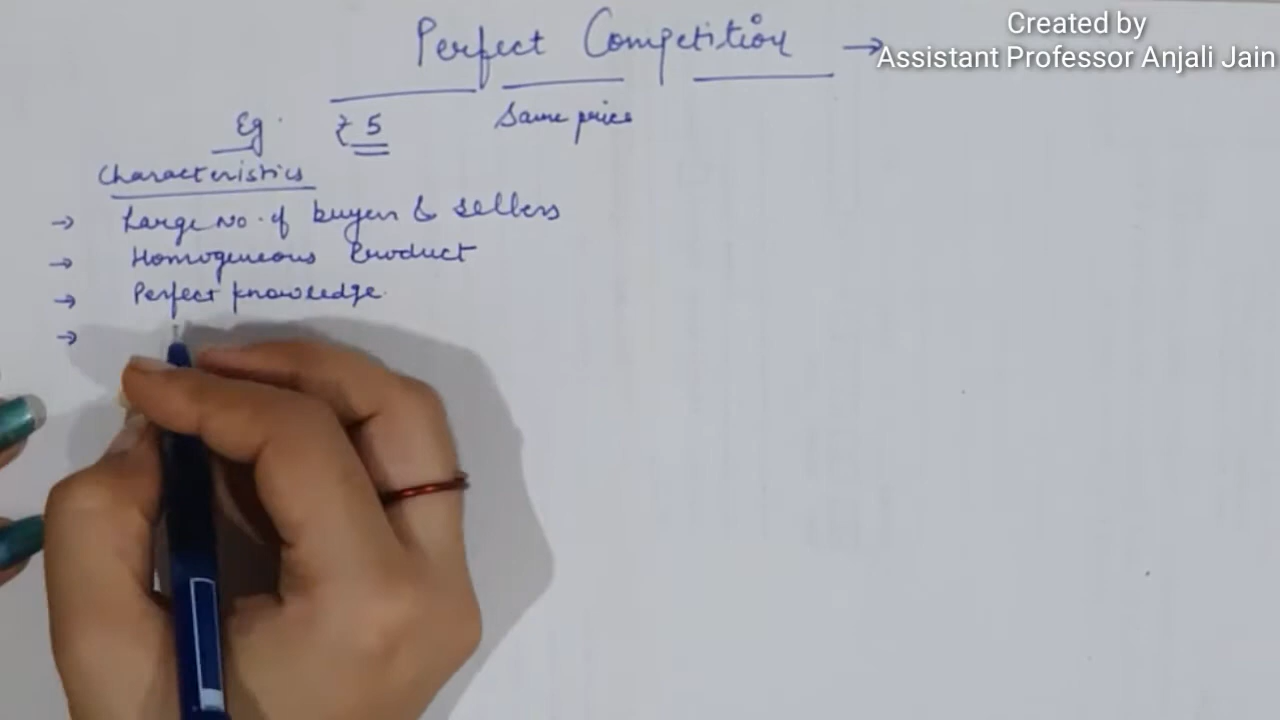 Created by
Assistant Professor Anjali Jain
Perfect Competition →
Eg. ₹ 5 Same price
Characteristics
→ Large No. of buyers & sellers
→ Homogeneous Product
→ Perfect knowledge
→